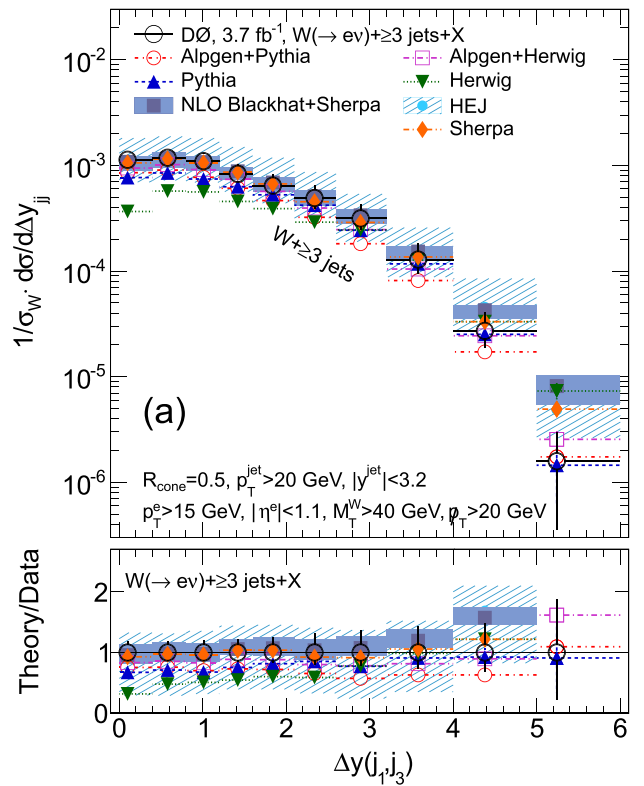 (a)
DØ, 3.7 fb⁻¹, W(→ eν)+≥3 jets+X
Alpgen+Pythia
Alpgen+Herwig
Pythia
Herwig
NLO Blackhat+Sherpa
HEJ
Sherpa
10⁻²
10⁻³
10⁻⁴
10⁻⁵
10⁻⁶
1/σ_W · dσ/dΔy_jj
W+≥3 jets
(a)
R_cone=0.5, p_T^jet>20 GeV, |y^jet|<3.2
p_T^e>15 GeV, |η^e|<1.1, M_T^W>40 GeV, p̸_T>20 GeV
W(→ eν)+≥3 jets+X
Theory/Data
2
1
0
0 1 2 3 4 5 6
Δy(j₁,j₃)